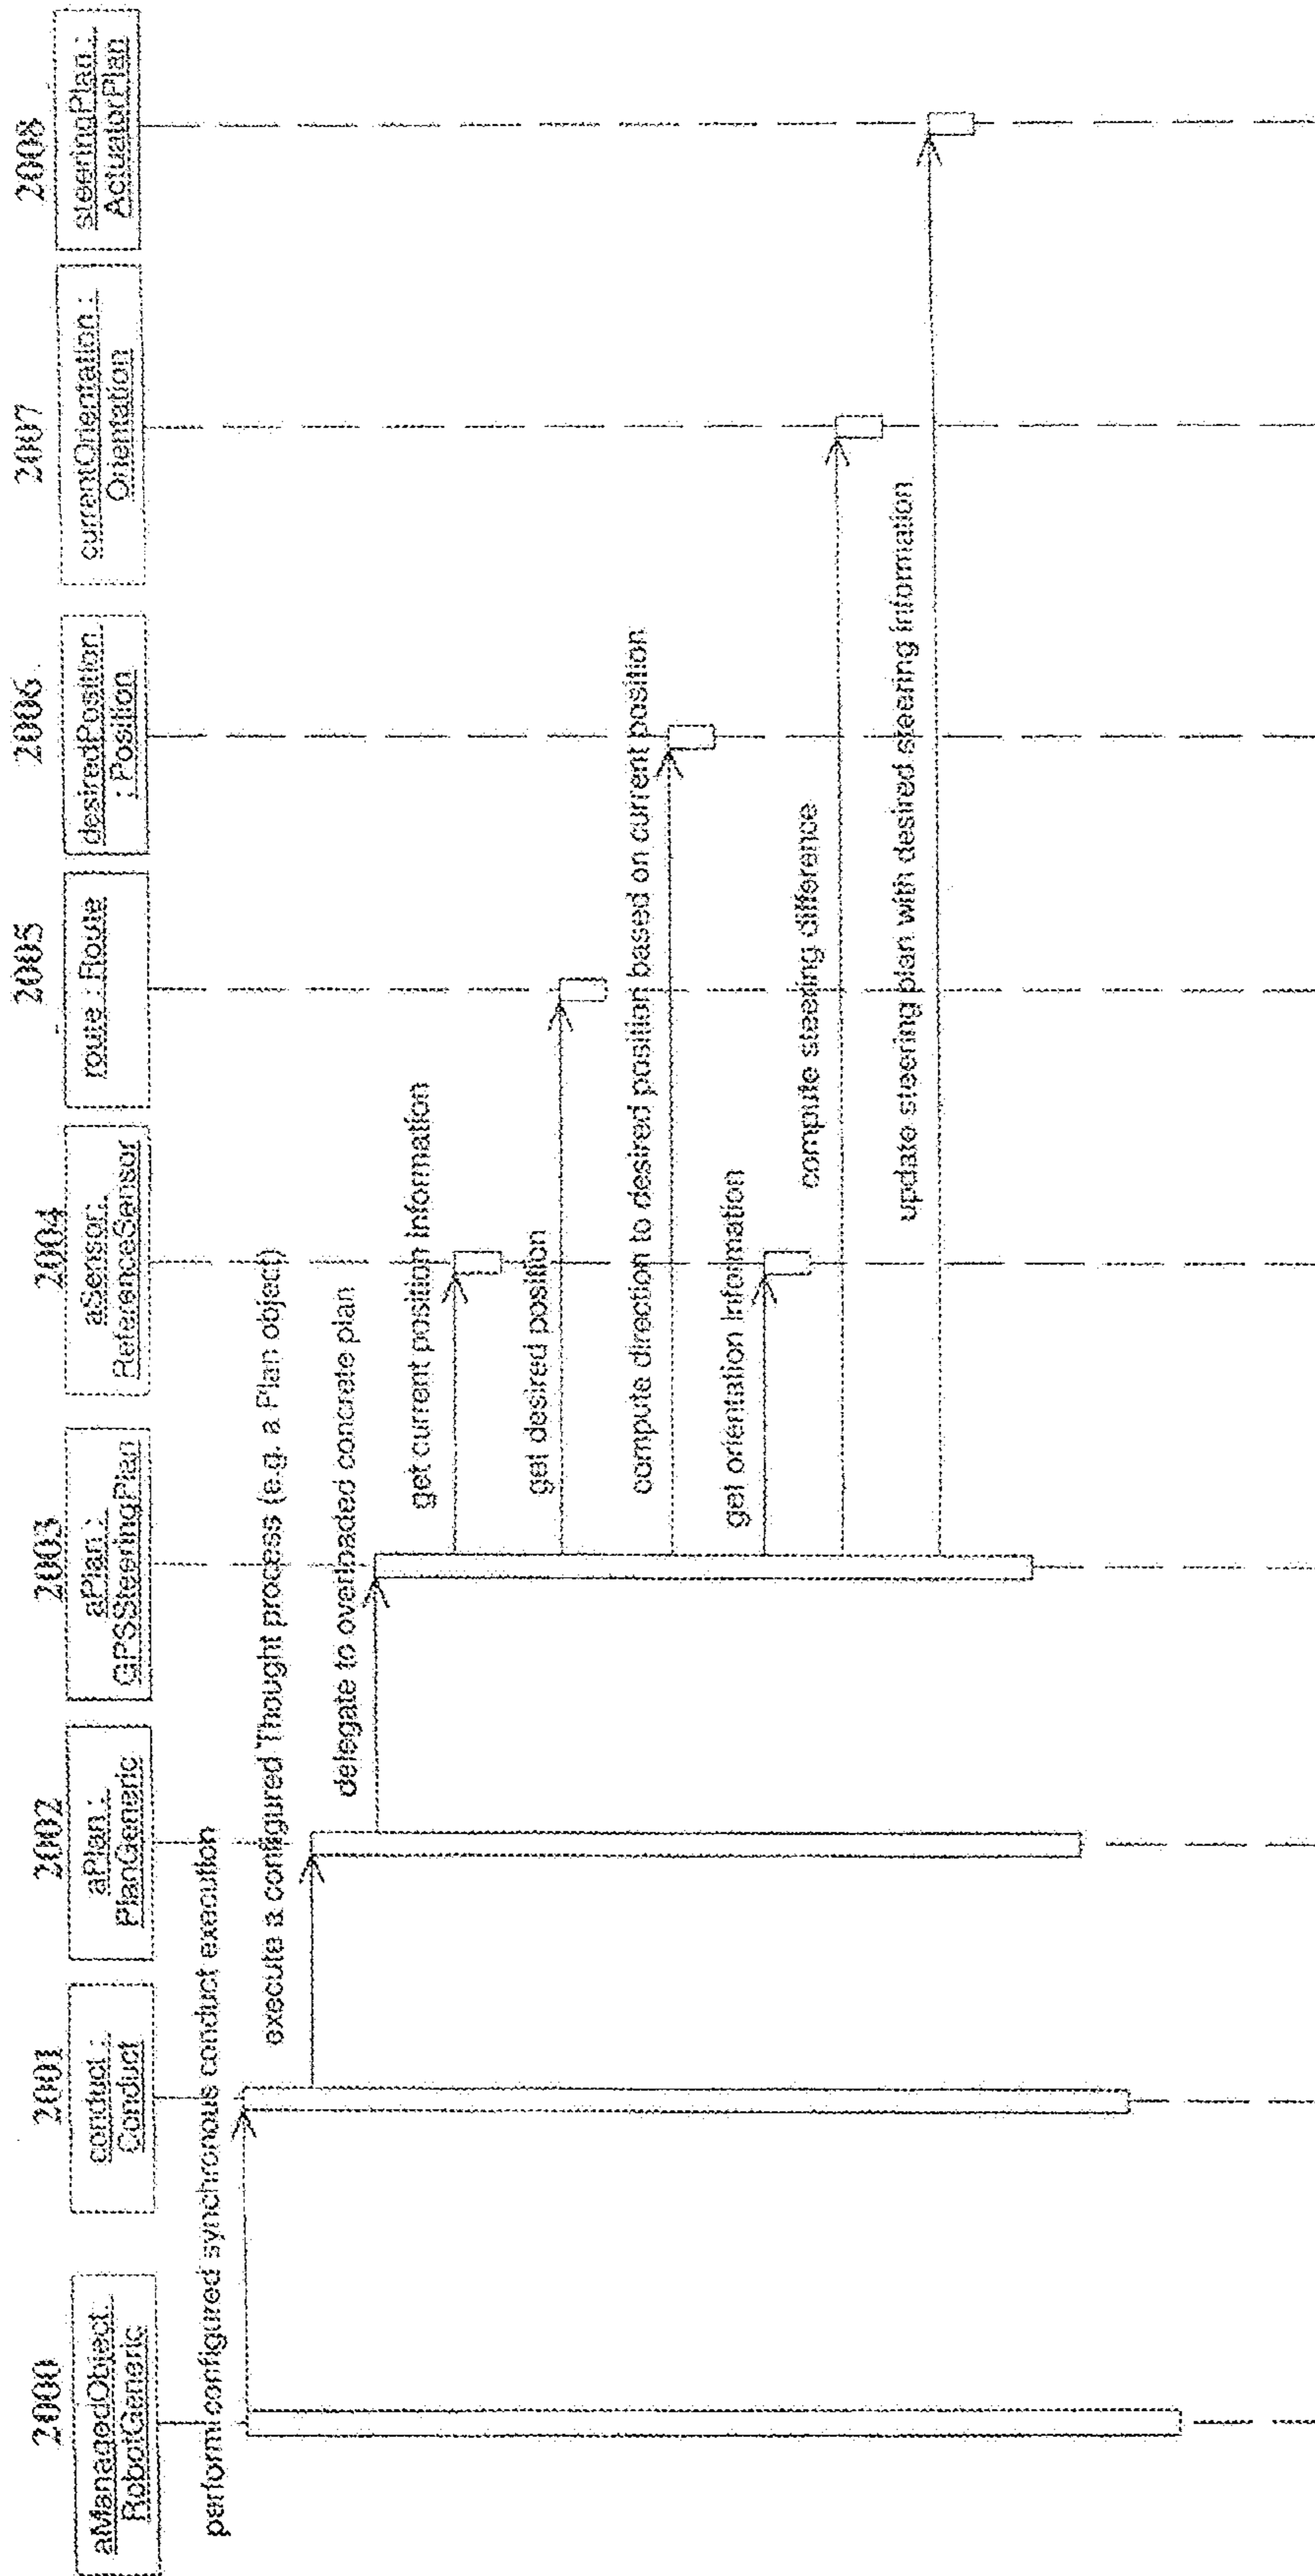 2000
aManagedObject :
RobotGeneric
2001
conduct :
Conduct
2002
aPlan :
PlanGeneric
2003
aPlan :
GPSSteeringPlan
2004
aSensor:
ReferenceSensor
2005
route : Route
2006
desiredPosition
: Position
2007
currentOrientation :
Orientation
2008
steeringPlan :
ActuatorPlan
perform configured synchronous conduct execution
execute a configured Thought process (e.g. a Plan object)
delegate to overloaded concrete plan
get current position information
get desired position
compute direction to desired position based on current position
get orientation information
compute steering difference
update steering plan with desired steering information